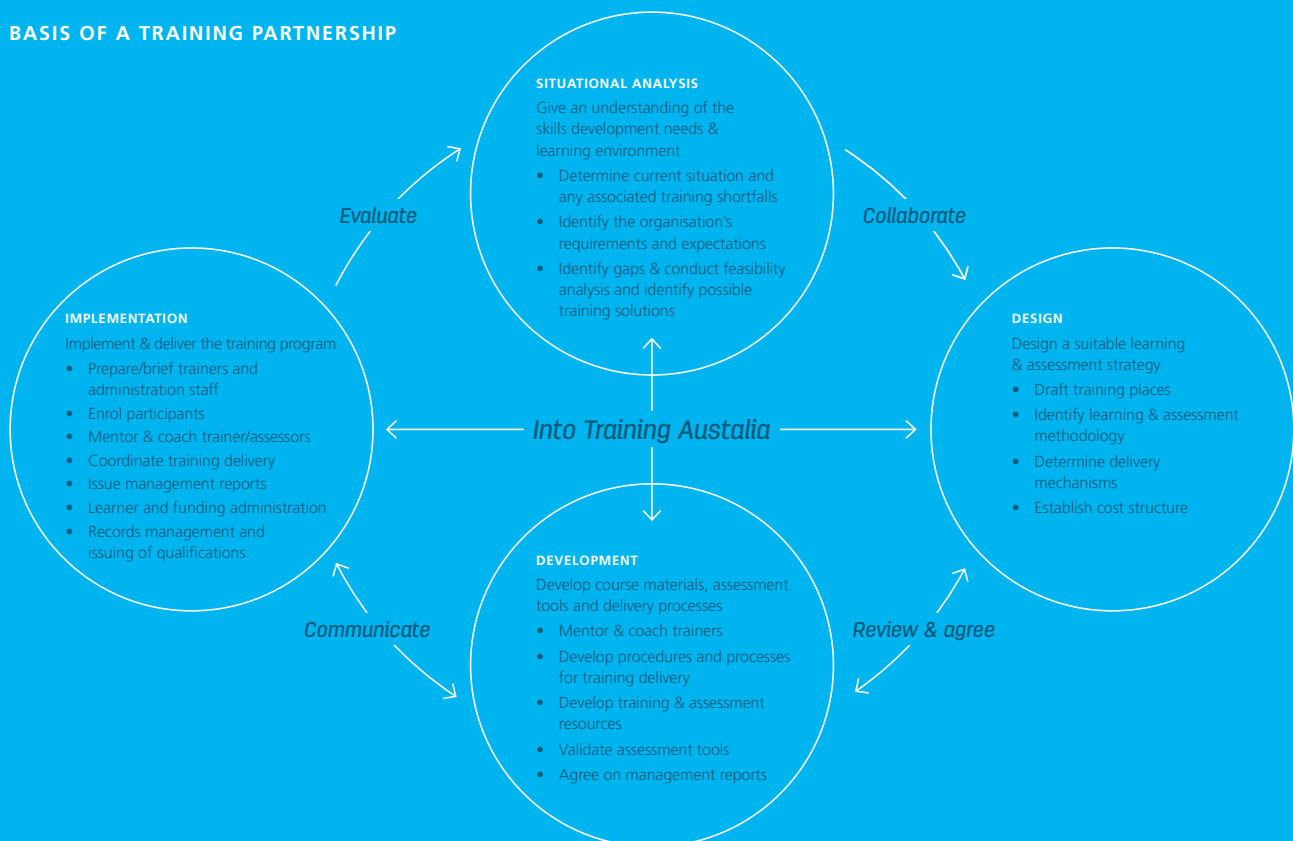 BASIS OF A TRAINING PARTNERSHIP
SITUATIONAL ANALYSIS
Give an understanding of the
skills development needs &
learning environment
• Determine current situation and
any associated training shortfalls
• Identify the organisation's
requirements and expectations
• Identify gaps & conduct feasibility
analysis and identify possible
training solutions
Evaluate
Collaborate
IMPLEMENTATION
Implement & deliver the training program
• Prepare/brief trainers and
administration staff
• Enrol participants
• Mentor & coach trainer/assessors
• Coordinate training delivery
• Issue management reports
• Learner and funding administration
• Records management and
issuing of qualifications
Into Training Austalia
DESIGN
Design a suitable learning
& assessment strategy
• Draft training places
• Identify learning & assessment
methodology
• Determine delivery
mechanisms
• Establish cost structure
Communicate
Review & agree
DEVELOPMENT
Develop course materials, assessment
tools and delivery processes
• Mentor & coach trainers
• Develop procedures and processes
for training delivery
• Develop training & assessment
resources
• Validate assessment tools
• Agree on management reports